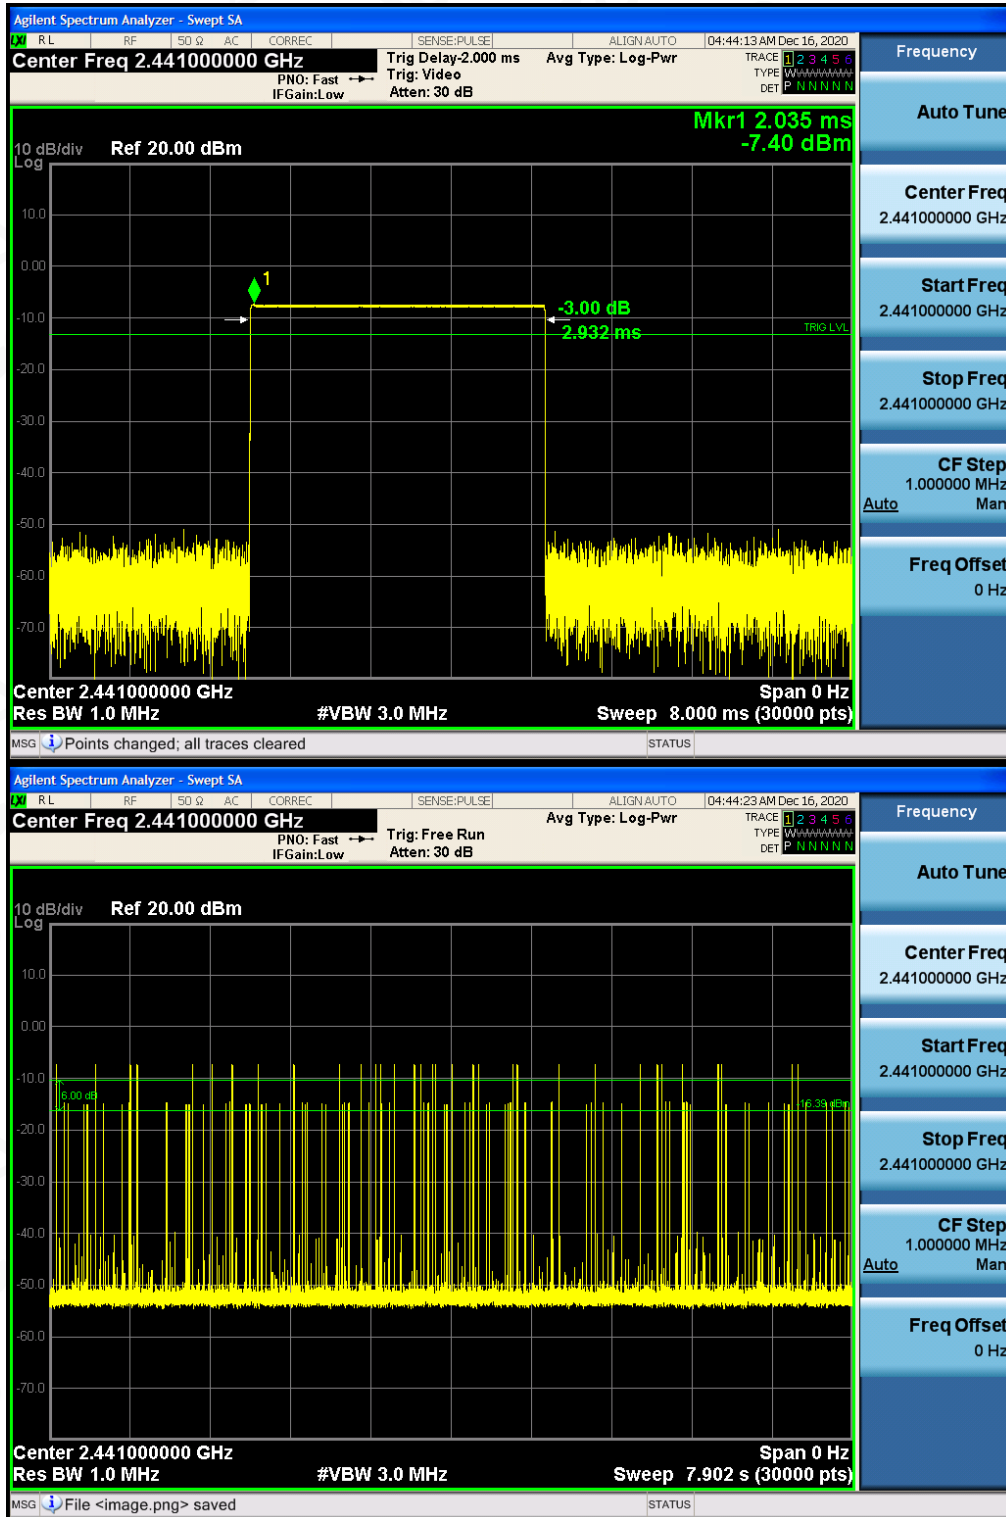 Agilent Spectrum Analyzer - Swept SA
LXI RL RF 50 Ω AC CORREC SENSE:PULSE ALIGN AUTO 04:44:13 AM Dec 16, 2020
Center Freq 2.441000000 GHz
PNO: Fast
IFGain:Low
Trig Delay-2.000 ms
Trig: Video
Atten: 30 dB
Avg Type: Log-Pwr
TRACE 1 2 3 4 5 6
TYPE WWWWWWWW
DET P N N N N N
Mkr1 2.035 ms
-7.40 dBm
10 dB/div Ref 20.00 dBm
Log
10.0
0.00
-10.0
-20.0
-30.0
-40.0
-50.0
-60.0
-70.0
1
-3.00 dB
2.932 ms
TRIG LVL
Center 2.441000000 GHz Span 0 Hz
Res BW 1.0 MHz #VBW 3.0 MHz Sweep 8.000 ms (30000 pts)
MSG Points changed; all traces cleared STATUS
Frequency
Auto Tune
Center Freq
2.441000000 GHz
Start Freq
2.441000000 GHz
Stop Freq
2.441000000 GHz
CF Step
1.000000 MHz
Auto Man
Freq Offset
0 Hz
Agilent Spectrum Analyzer - Swept SA
LXI RL RF 50 Ω AC CORREC SENSE:PULSE ALIGN AUTO 04:44:23 AM Dec 16, 2020
Center Freq 2.441000000 GHz
PNO: Fast
IFGain:Low
Trig: Free Run
Atten: 30 dB
Avg Type: Log-Pwr
TRACE 1 2 3 4 5 6
TYPE WWWWWWWW
DET P N N N N N
10 dB/div Ref 20.00 dBm
Log
10.0
0.00
-10.0
-20.0
-30.0
-40.0
-50.0
-60.0
-70.0
6.00 dB
-16.39 dBm
Center 2.441000000 GHz Span 0 Hz
Res BW 1.0 MHz #VBW 3.0 MHz Sweep 7.902 s (30000 pts)
MSG File <image.png> saved STATUS
Frequency
Auto Tune
Center Freq
2.441000000 GHz
Start Freq
2.441000000 GHz
Stop Freq
2.441000000 GHz
CF Step
1.000000 MHz
Auto Man
Freq Offset
0 Hz